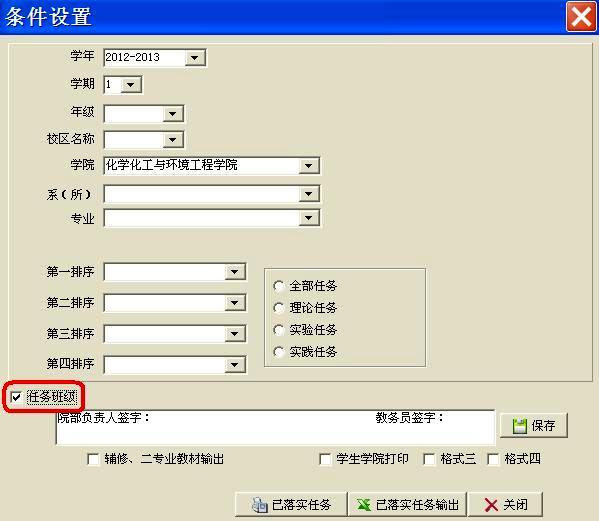 条件设置
学年 2012-2013
学期 1
年级
校区名称
学院 化学化工与环境工程学院
系（所）
专业
第一排序
第二排序
第三排序
第四排序
全部任务
理论任务
实验任务
实践任务
任务班级
院部负责人签字： 教务员签字：
保存
辅修、二专业教材输出 学生学院打印 格式三 格式四
已落实任务 已落实任务输出 关闭